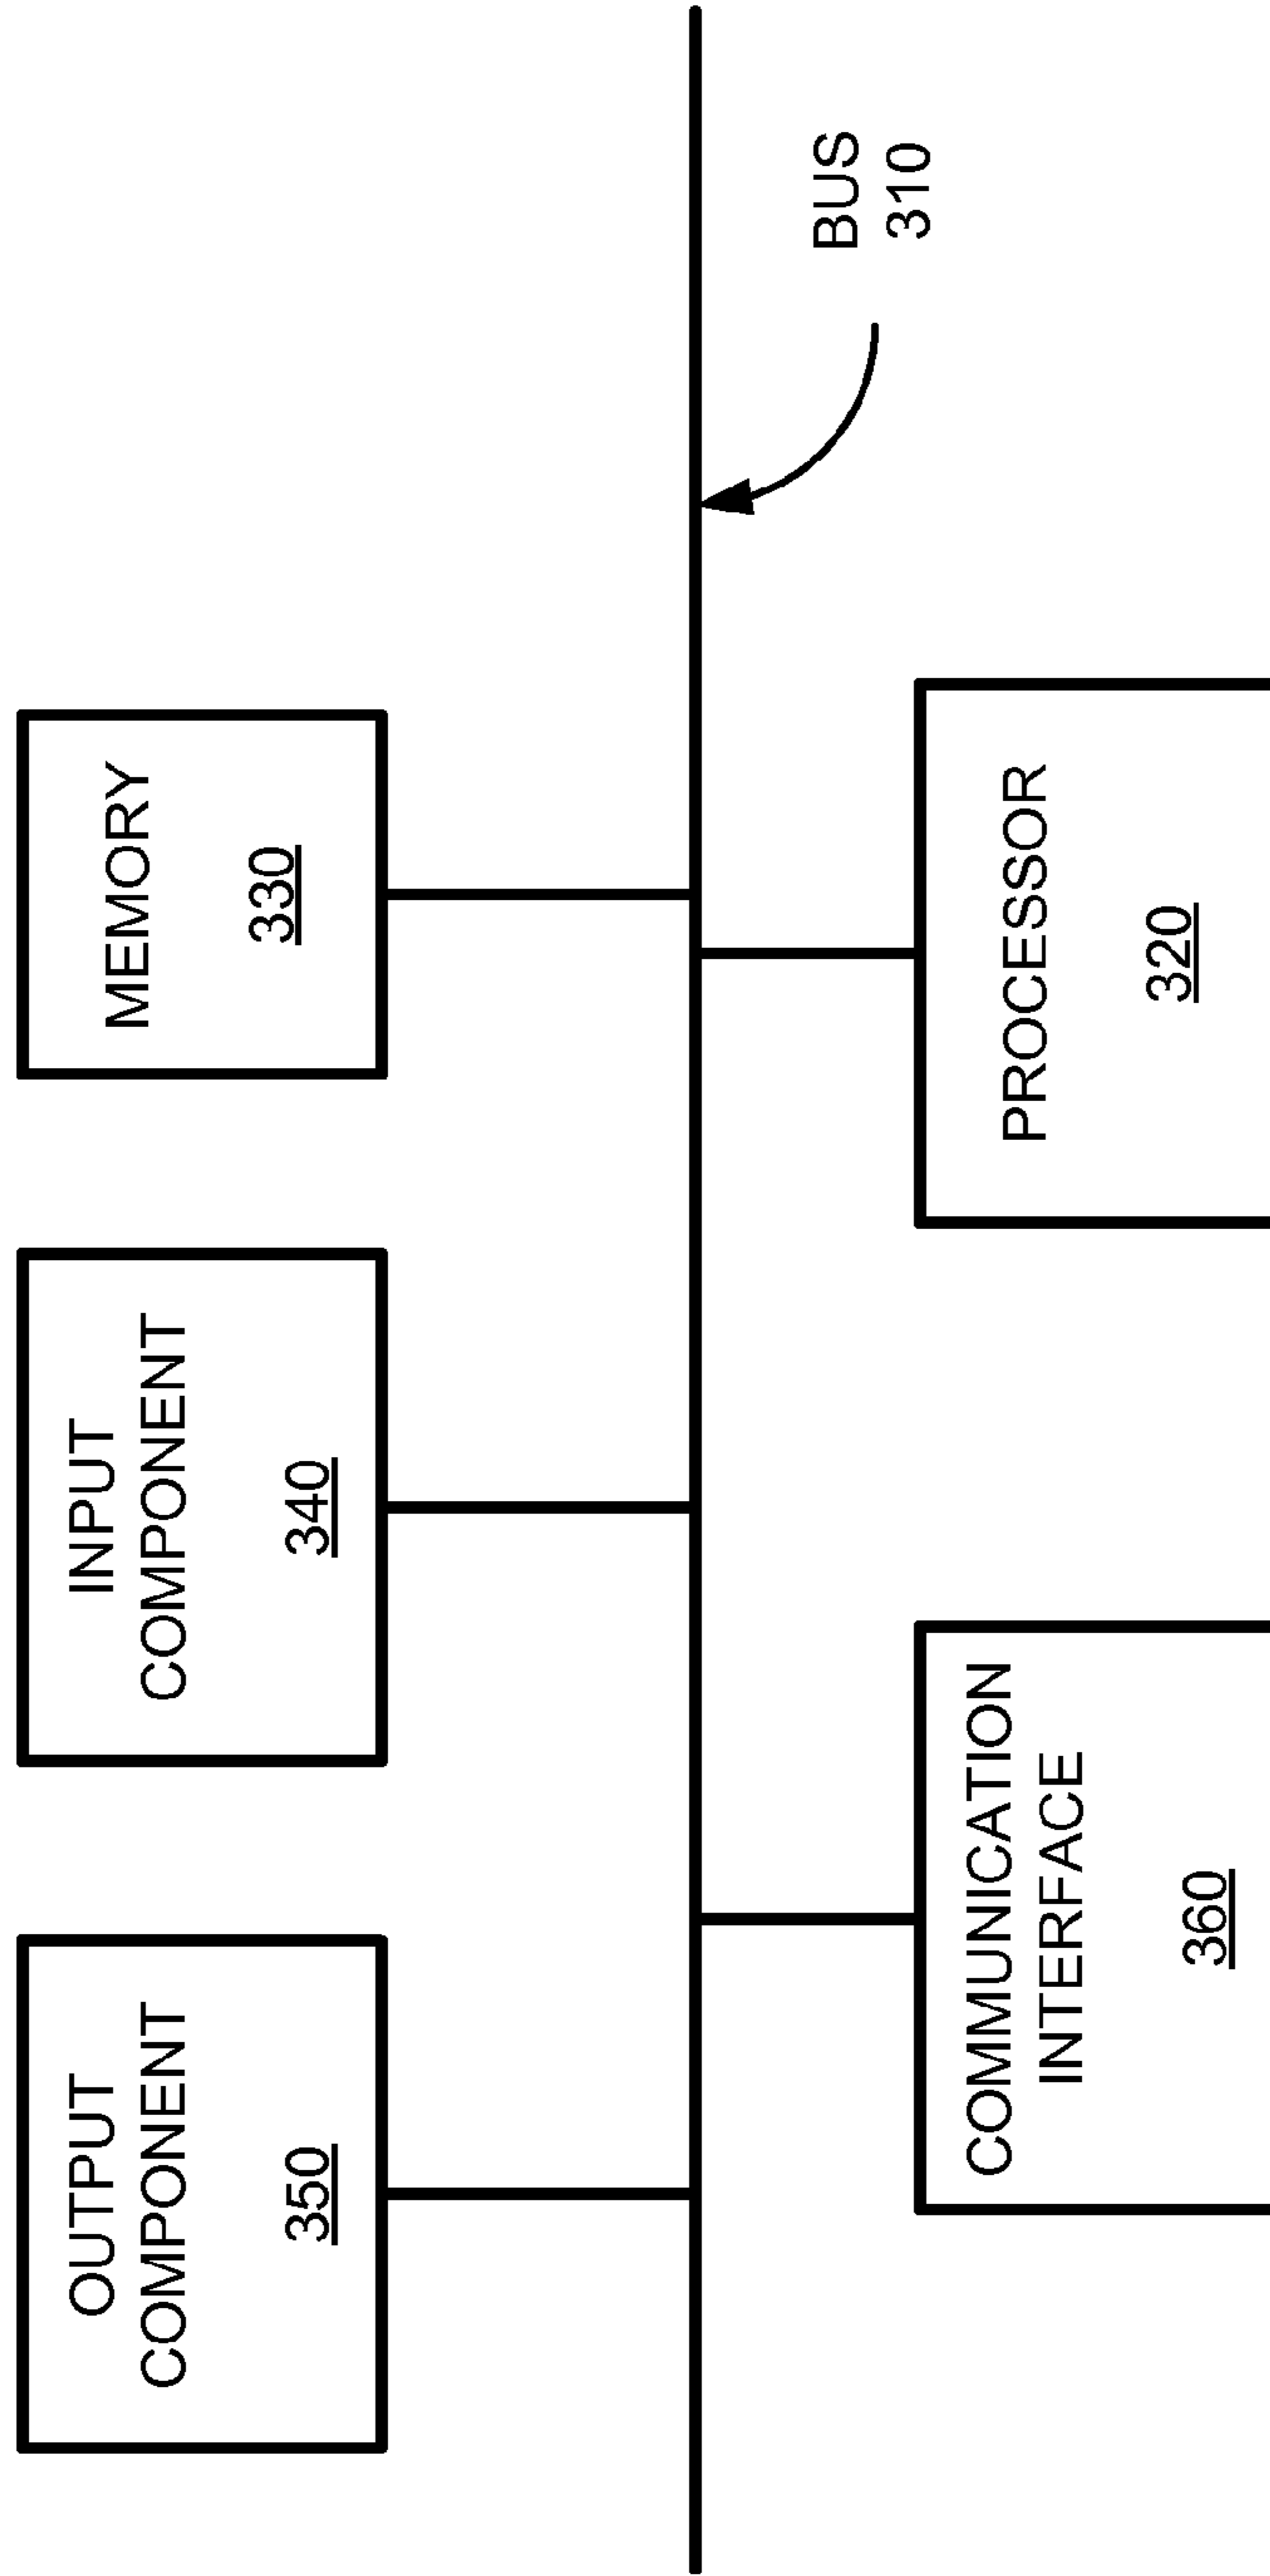 OUTPUT
COMPONENT
350
INPUT
COMPONENT
340
MEMORY
330
BUS
310
COMMUNICATION
INTERFACE
360
PROCESSOR
320